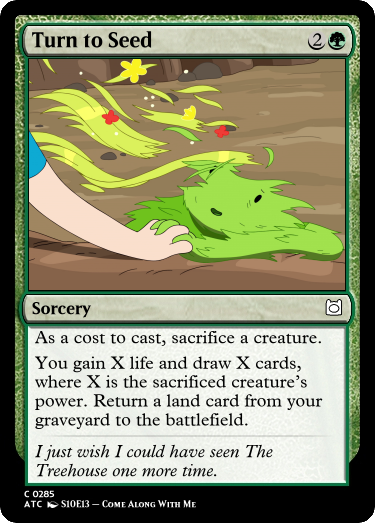 Turn to Seed 2
Sorcery
As a cost to cast, sacrifice a creature.
You gain X life and draw X cards,
where X is the sacrificed creature's
power. Return a land card from your
graveyard to the battlefield.
I just wish I could have seen The
Treehouse one more time.
C 0285
ATC S10E13 – Come Along With Me